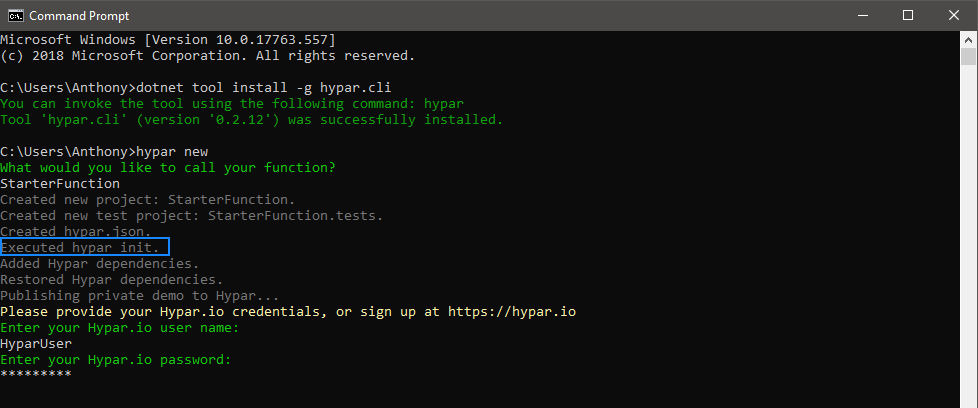 Command Prompt
Microsoft Windows [Version 10.0.17763.557]
(c) 2018 Microsoft Corporation. All rights reserved.
C:\Users\Anthony>dotnet tool install -g hypar.cli
You can invoke the tool using the following command: hypar
Tool 'hypar.cli' (version '0.2.12') was successfully installed.
C:\Users\Anthony>hypar new
What would you like to call your function?
StarterFunction
Created new project: StarterFunction.
Created new test project: StarterFunction.tests.
Created hypar.json.
Executed hypar init.
Added Hypar dependencies.
Restored Hypar dependencies.
Publishing private demo to Hypar...
Please provide your Hypar.io credentials, or sign up at https://hypar.io
Enter your Hypar.io user name:
HyparUser
Enter your Hypar.io password:
*********